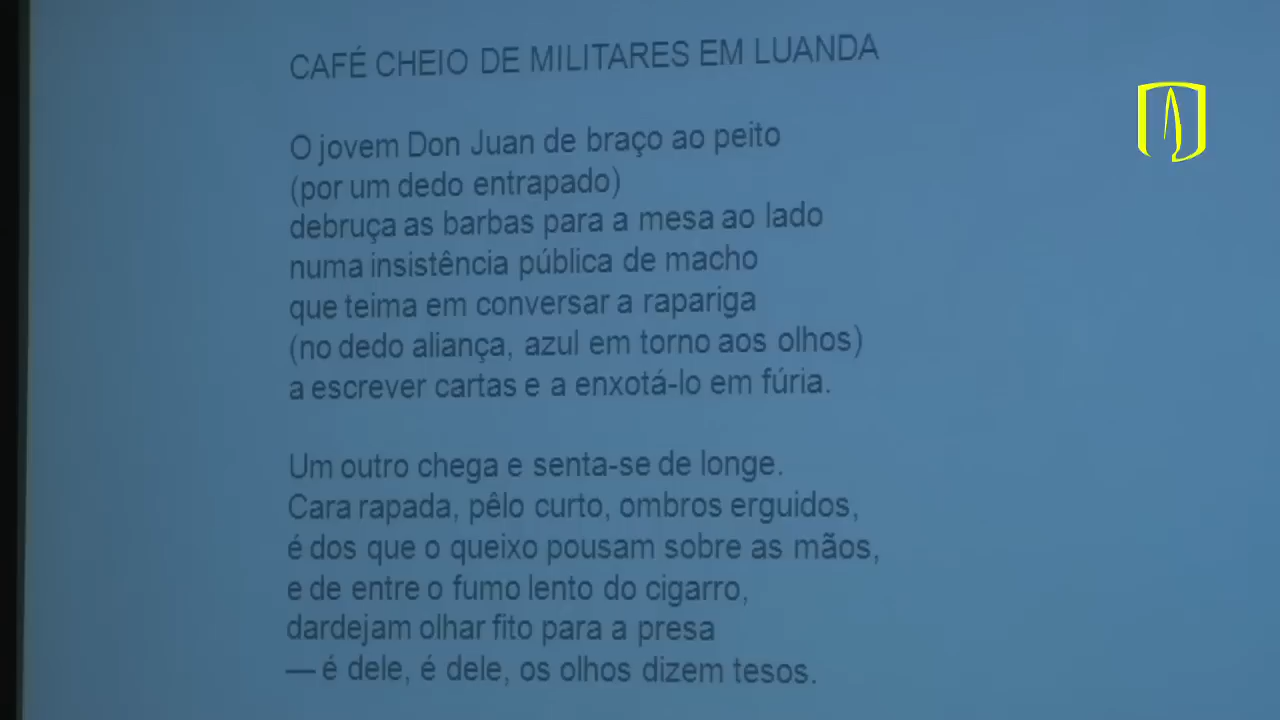 CAFÉ CHEIO DE MILITARES EM LUANDA
O jovem Don Juan de braço ao peito
(por um dedo entrapado)
debruça as barbas para a mesa ao lado
numa insistência pública de macho
que teima em conversar a rapariga
(no dedo aliança, azul em torno aos olhos)
a escrever cartas e a enxotá-lo em fúria.
Um outro chega e senta-se de longe.
Cara rapada, pêlo curto, ombros erguidos,
é dos que o queixo pousam sobre as mãos,
e de entre o fumo lento do cigarro,
dardejam olhar fito para a presa
— é dele, é dele, os olhos dizem tesos.